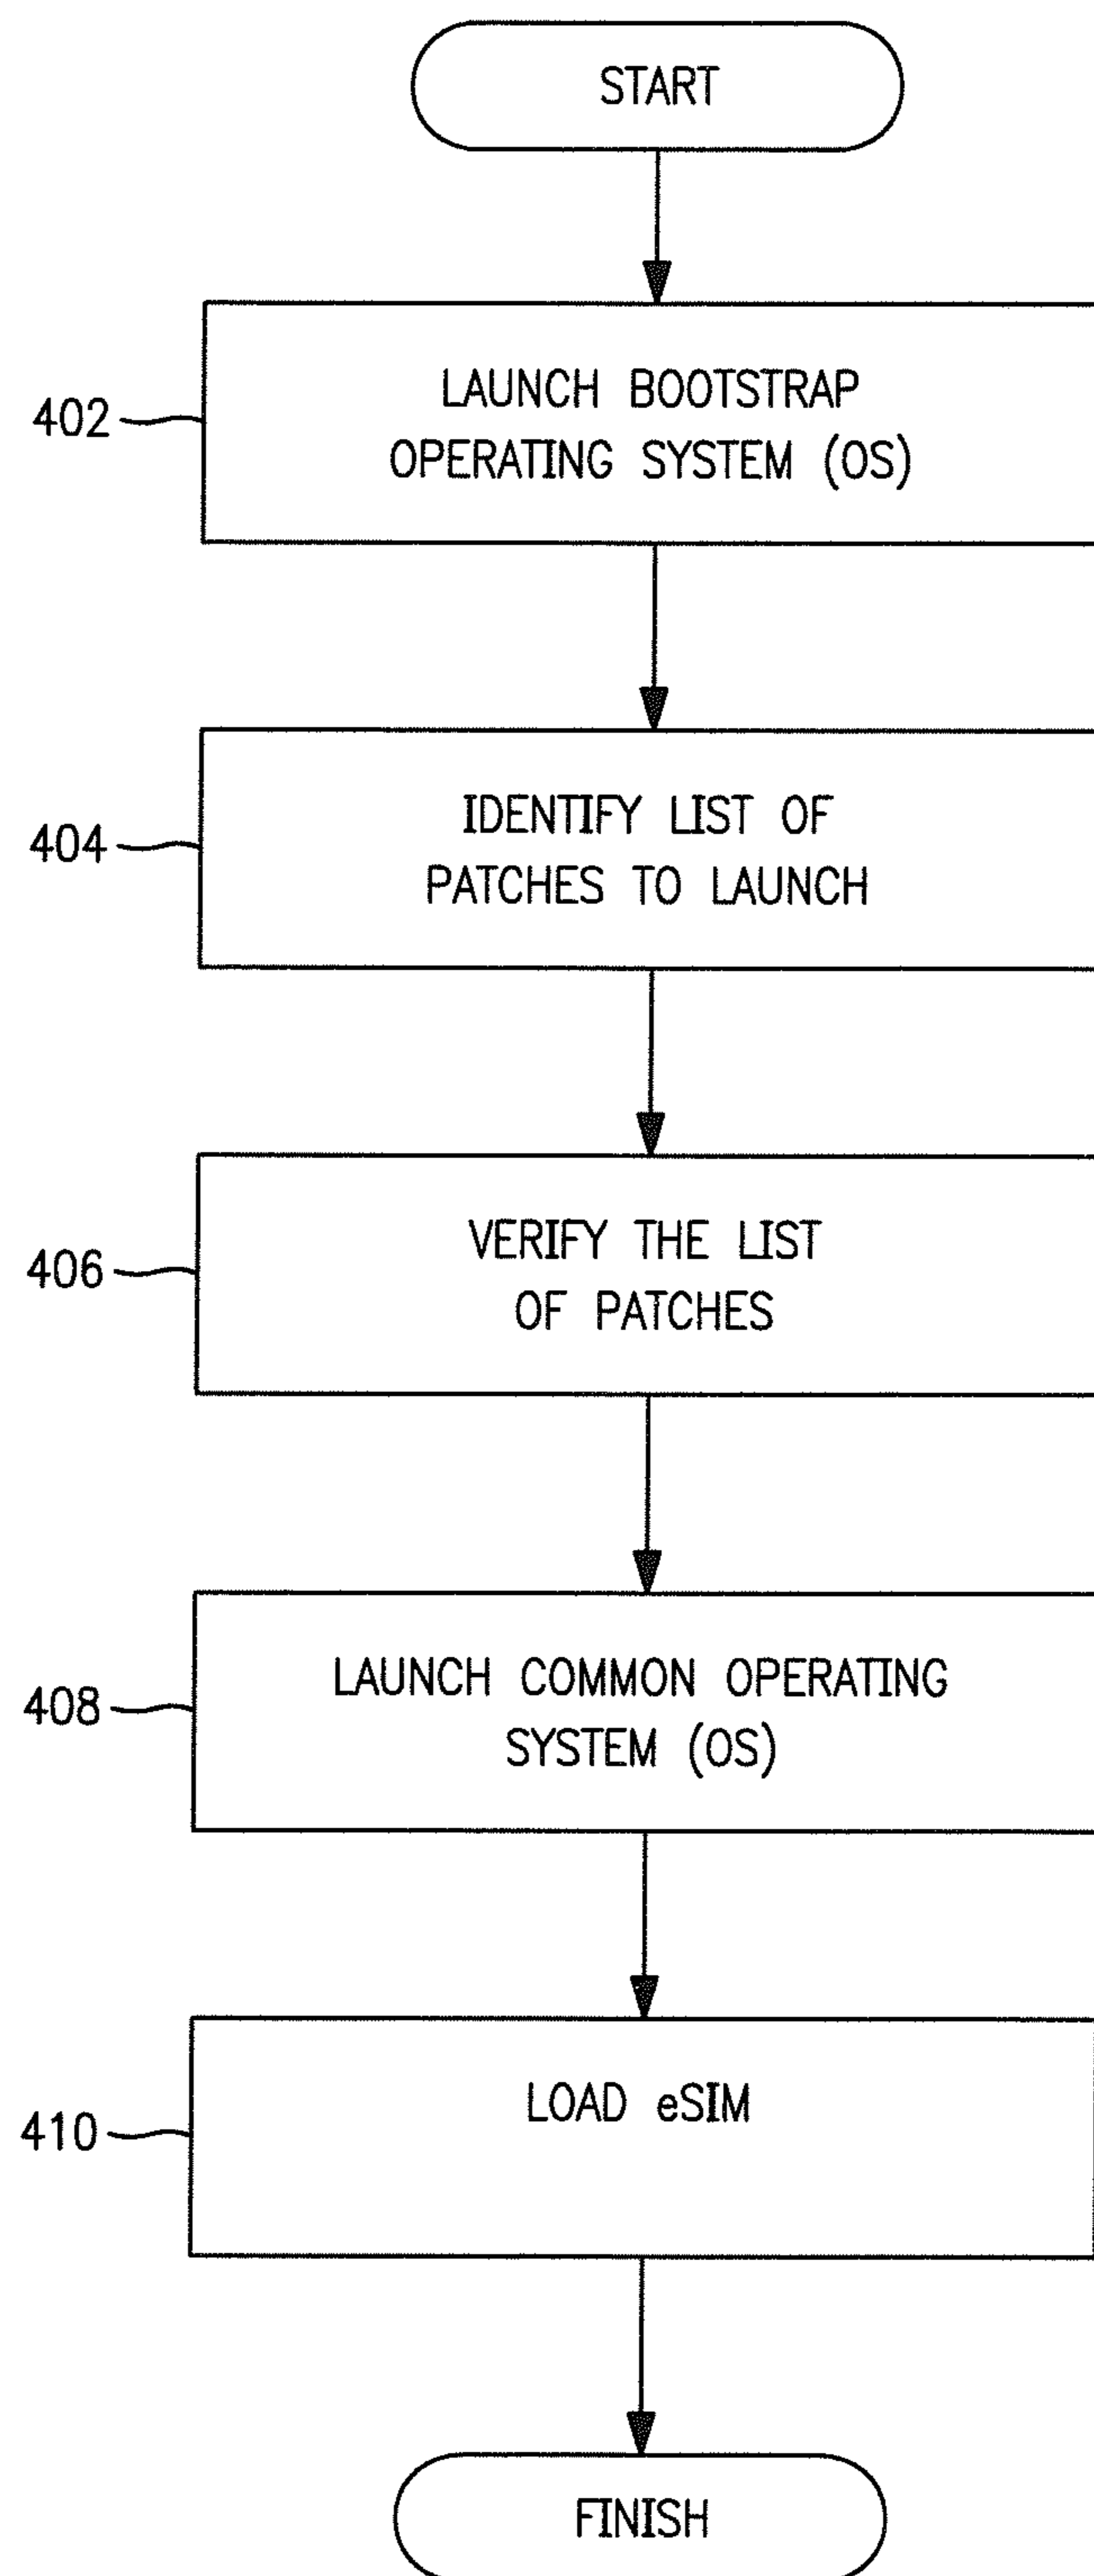 START
402
LAUNCH BOOTSTRAP
OPERATING SYSTEM (OS)
404
IDENTIFY LIST OF
PATCHES TO LAUNCH
406
VERIFY THE LIST
OF PATCHES
408
LAUNCH COMMON OPERATING
SYSTEM (OS)
410
LOAD eSIM
FINISH